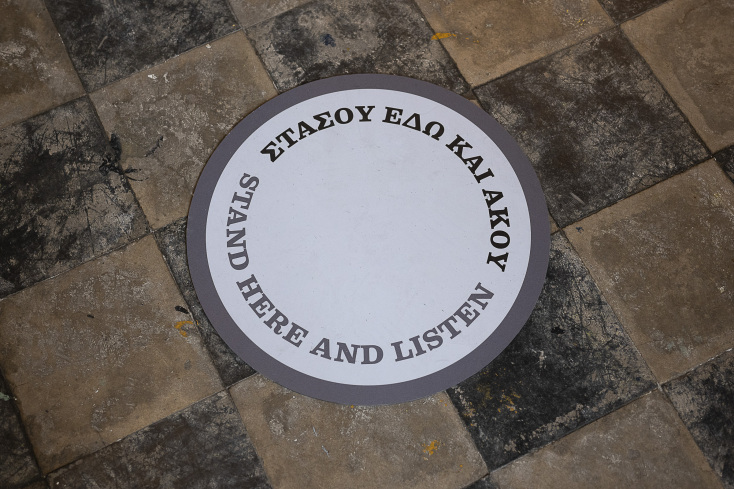 ΣΤΑΣΟΥ ΕΔΩ ΚΑΙ ΑΚΟΥ
STAND HERE AND LISTEN